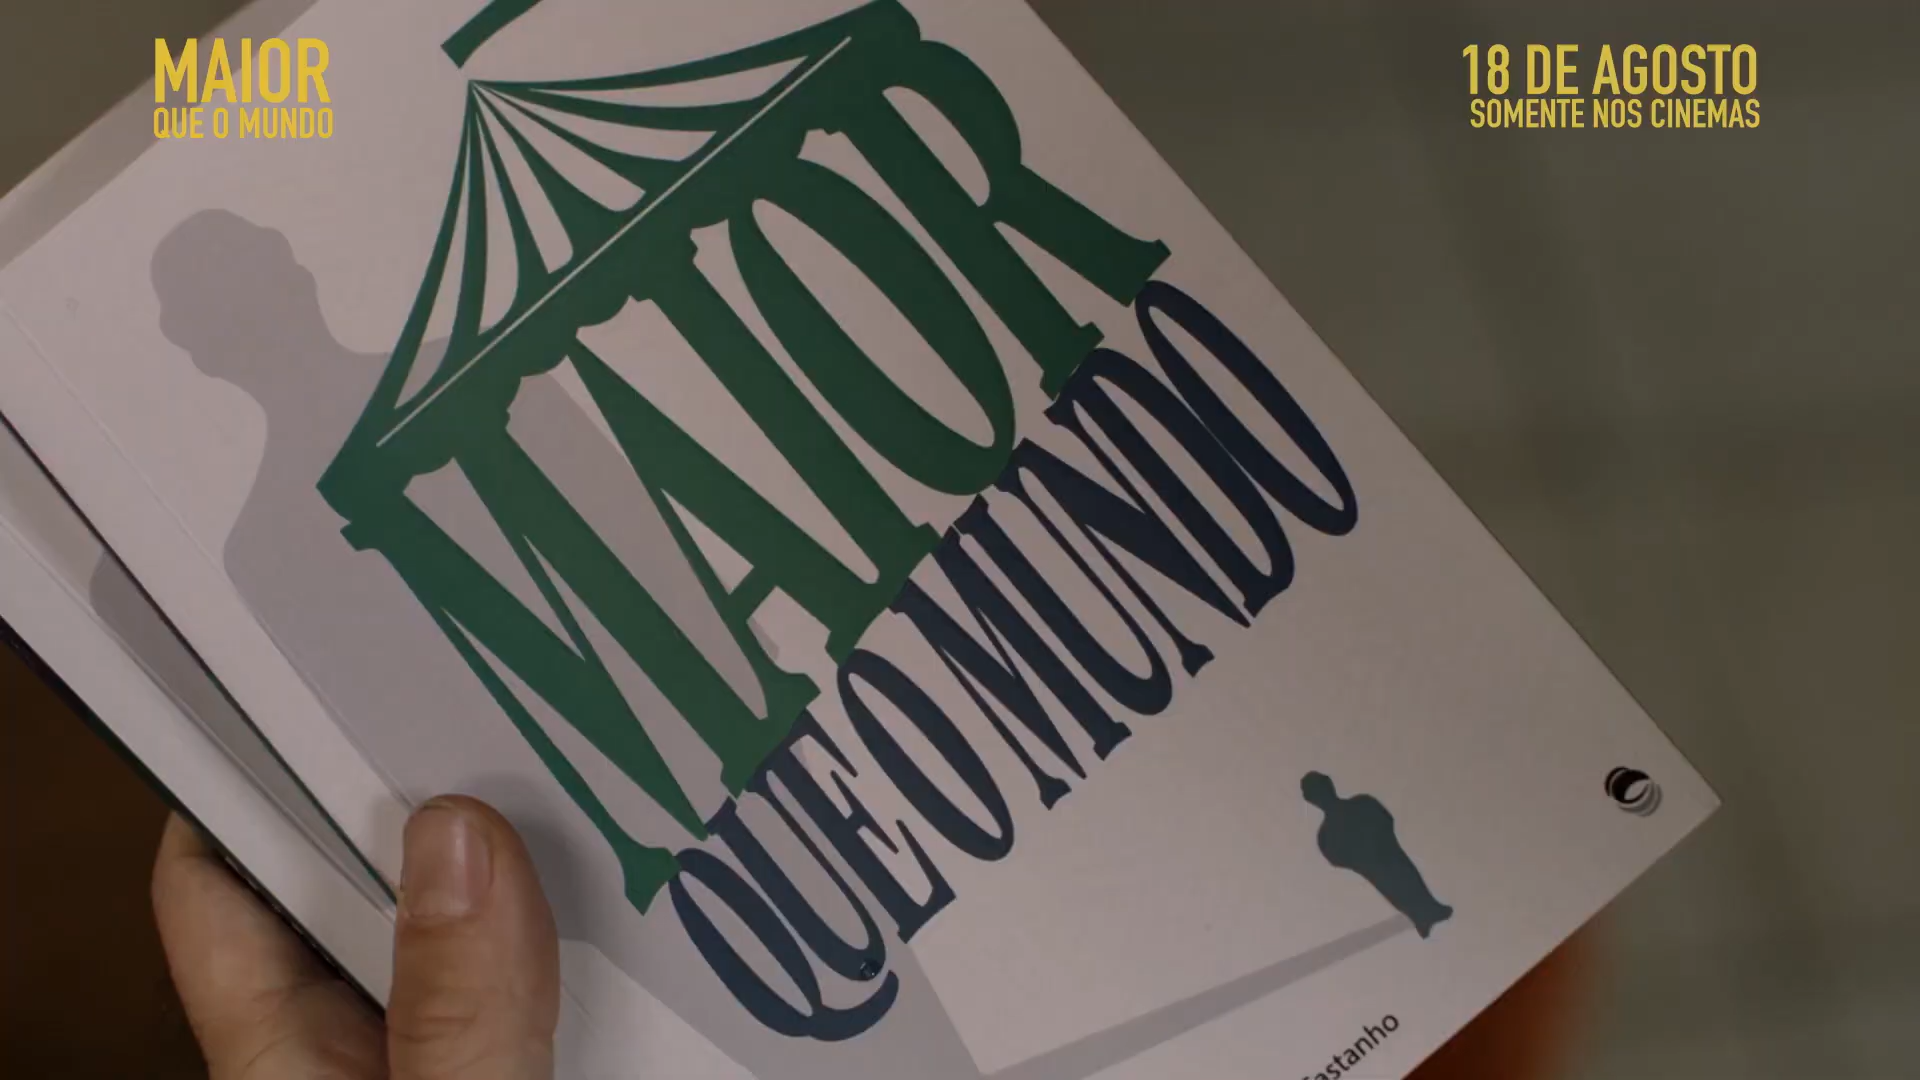 MAIOR
QUE O MUNDO
18 DE AGOSTO
SOMENTE NOS CINEMAS
MAIOR
QUE O MUNDO